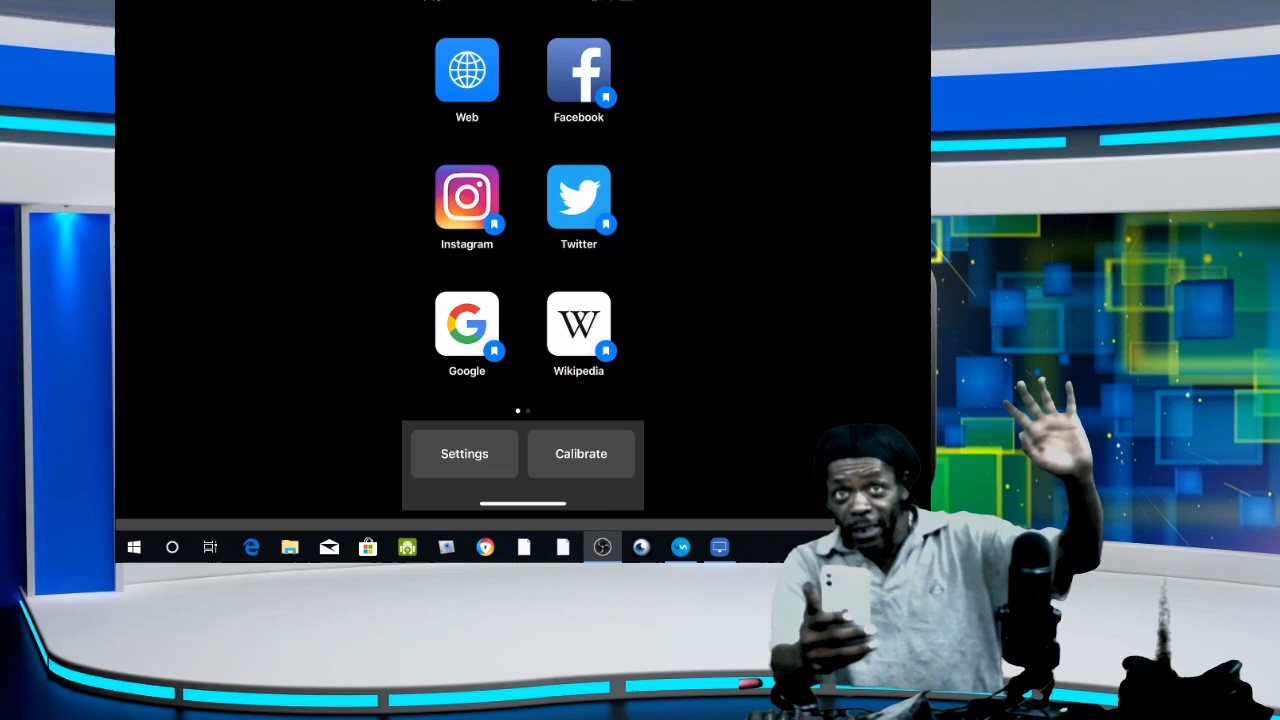 Web Facebook
Instagram Twitter
W
Google Wikipedia
Settings Calibrate